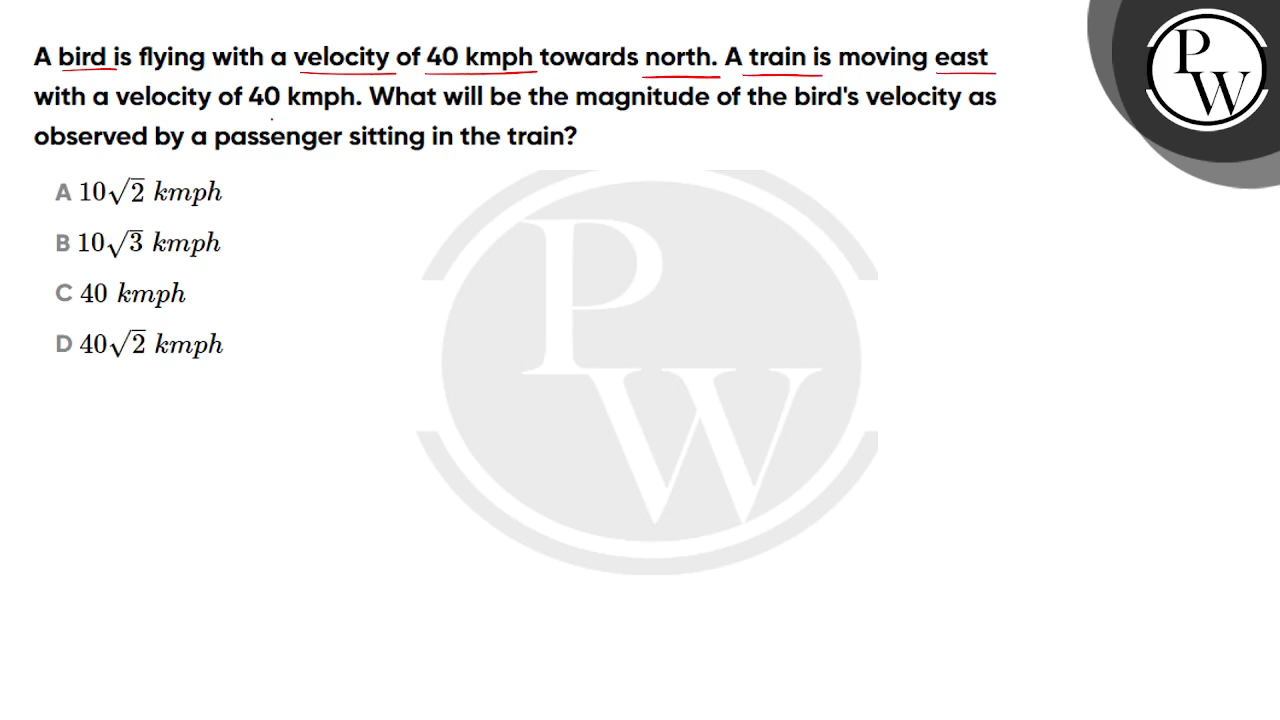 A bird is flying with a velocity of 40 kmph towards north. A train is moving east
with a velocity of 40 kmph. What will be the magnitude of the bird's velocity as
observed by a passenger sitting in the train?
A 10√2 kmph
B 10√3 kmph
C 40 kmph
D 40√2 kmph
PW
PW